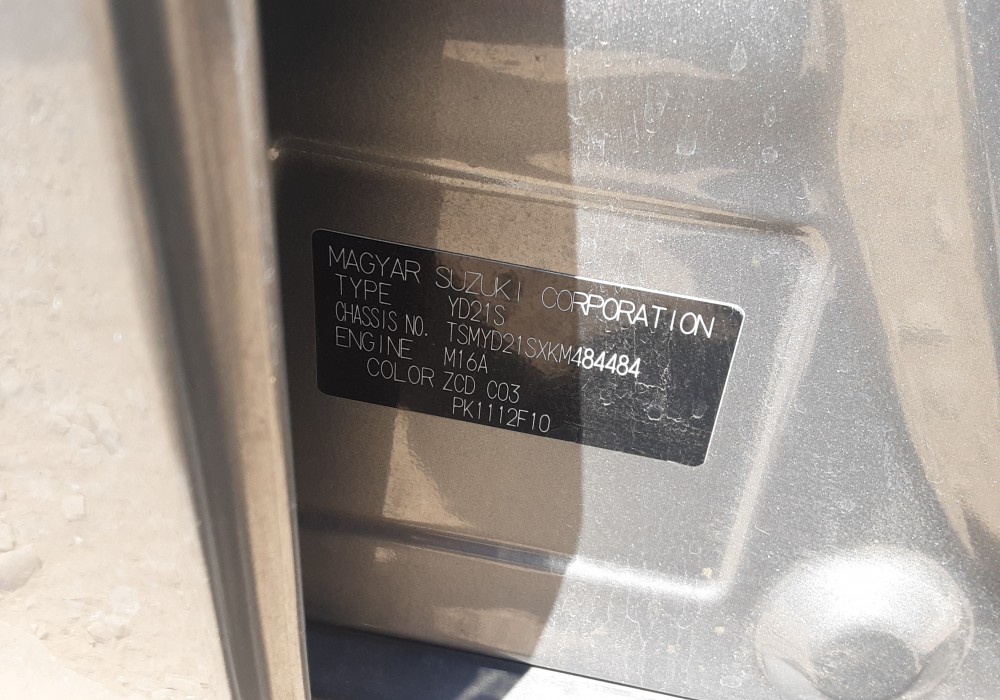 MAGYAR SUZUKI CORPORATION
TYPE YD21S
CHASSIS NO. TSMYD21SXKM484484
ENGINE M16A
COLOR ZCD C03
PK1112F10